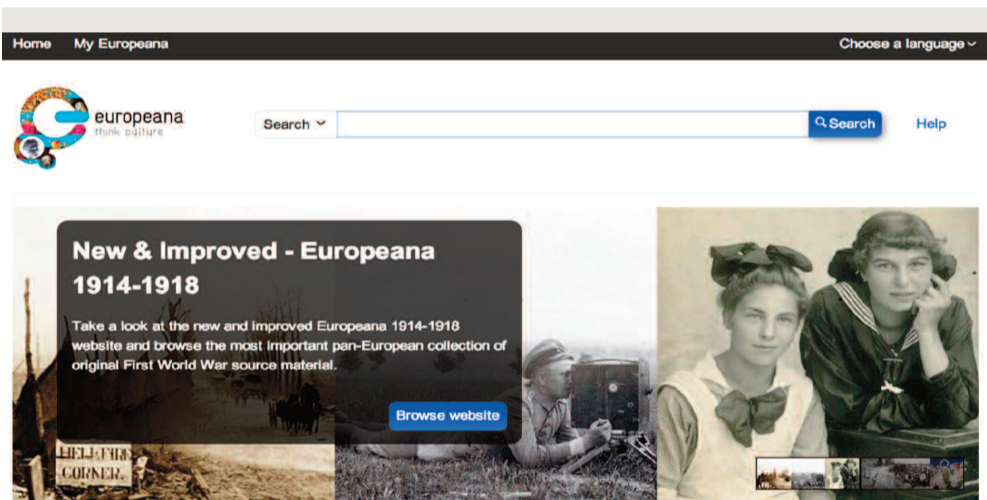 Home My Europeana Choose a language
europeana
think culture
Search Search Help
New & Improved - Europeana
1914-1918
Take a look at the new and improved Europeana 1914-1918
website and browse the most important pan-European collection of
original First World War source material.
Browse website
HELL FIRE
CORNER.